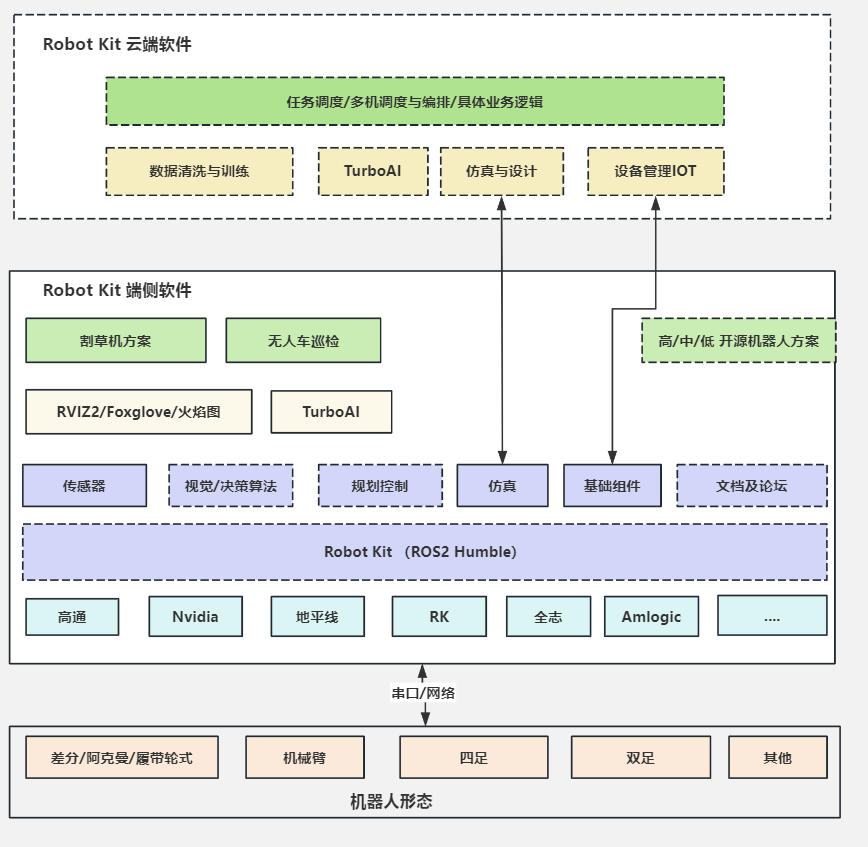 Robot Kit 云端软件
任务调度/多机调度与编排/具体业务逻辑
数据清洗与训练
TurboAI
仿真与设计
设备管理IOT
Robot Kit 端侧软件
割草机方案
无人车巡检
高/中/低 开源机器人方案
RVIZ2/Foxglove/火焰图
TurboAI
传感器
视觉/决策算法
规划控制
仿真
基础组件
文档及论坛
Robot Kit （ROS2 Humble）
高通
Nvidia
地平线
RK
全志
Amlogic
....
串口/网络
差分/阿克曼/履带轮式
机械臂
四足
双足
其他
机器人形态